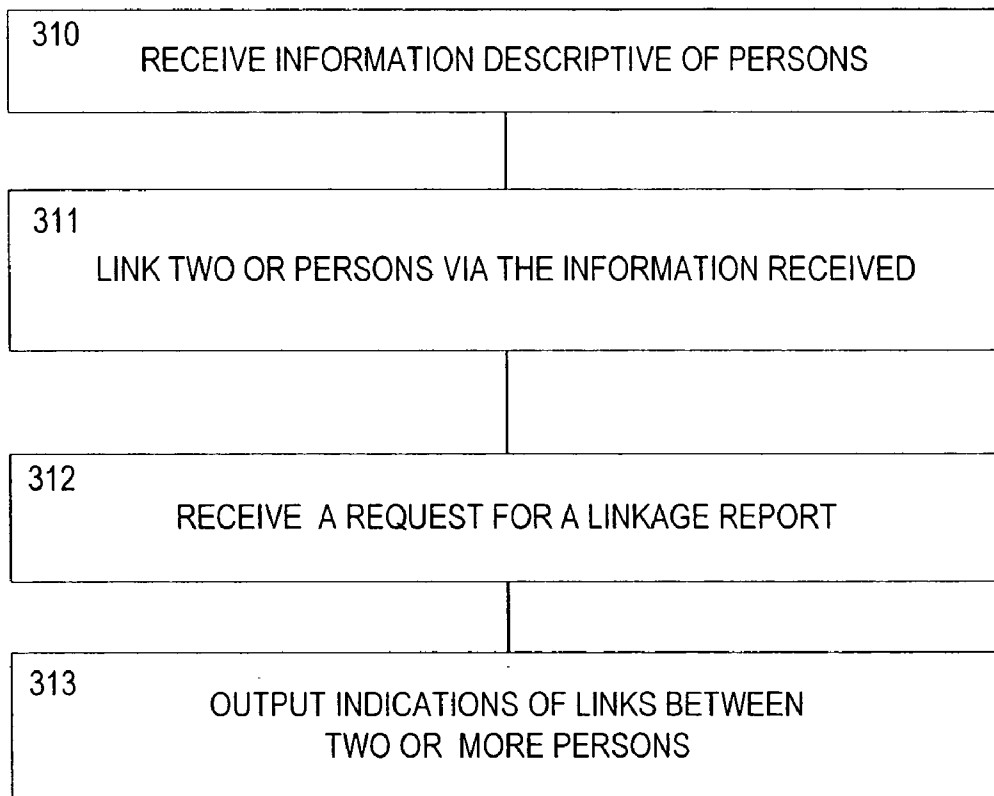 310
RECEIVE INFORMATION DESCRIPTIVE OF PERSONS
311
LINK TWO OR PERSONS VIA THE INFORMATION RECEIVED
312
RECEIVE A REQUEST FOR A LINKAGE REPORT
313
OUTPUT INDICATIONS OF LINKS BETWEEN
TWO OR MORE PERSONS